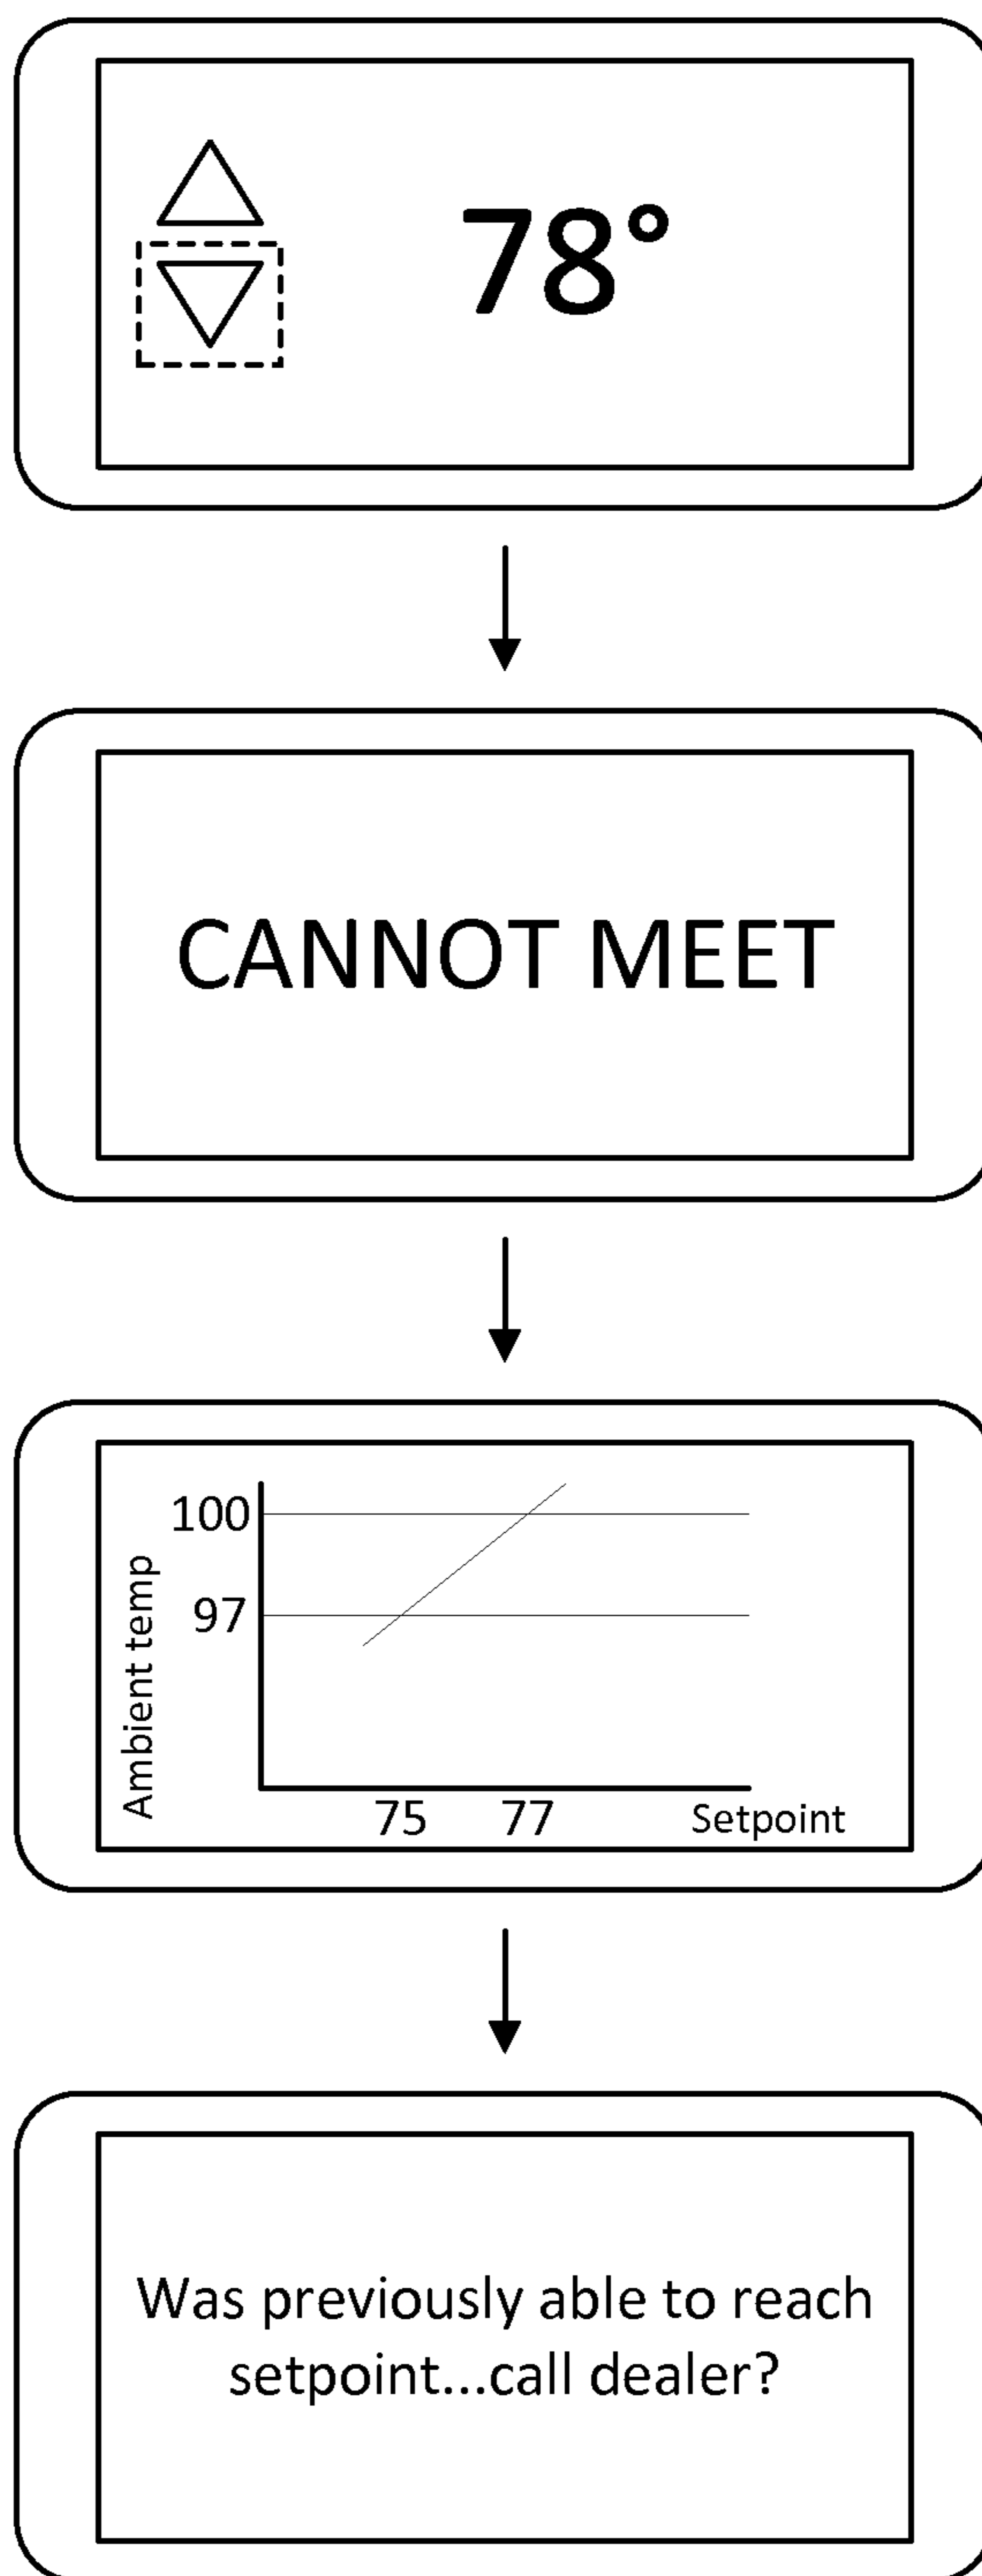 78°
CANNOT MEET
100
97
Ambient temp
75 77 Setpoint
Was previously able to reach
setpoint...call dealer?